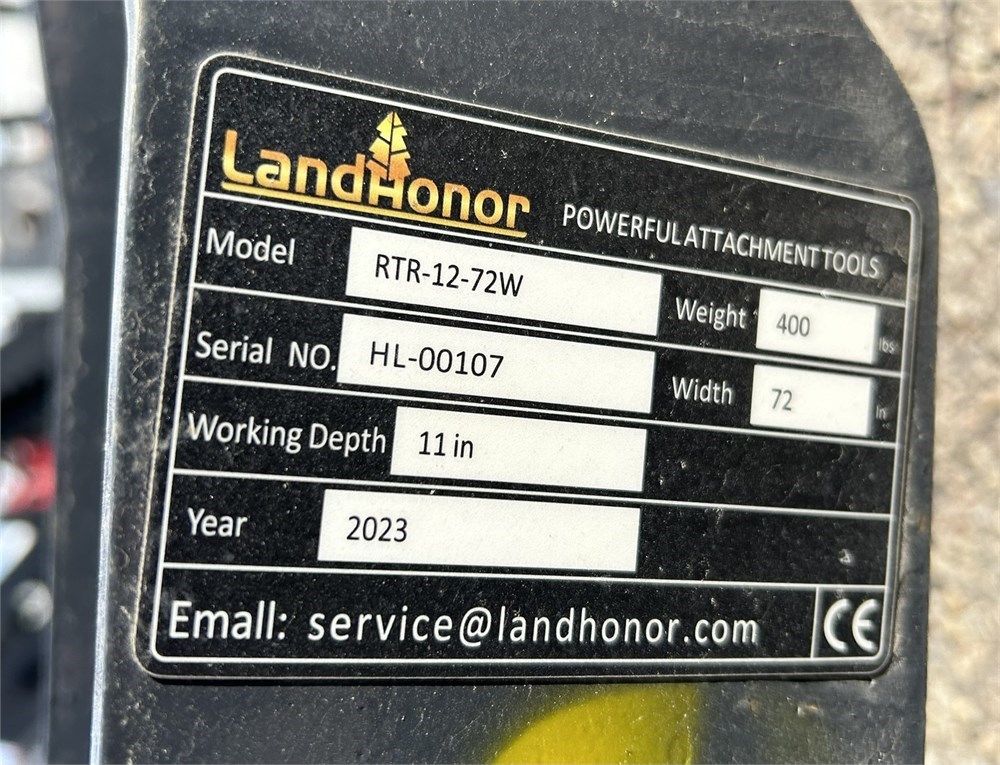 LandHonor POWERFUL ATTACHMENT TOOLS
Model RTR-12-72W Weight 400 lbs
Serial NO. HL-00107 Width 72 in
Working Depth 11 in
Year 2023
Emall: service@landhonor.com CE